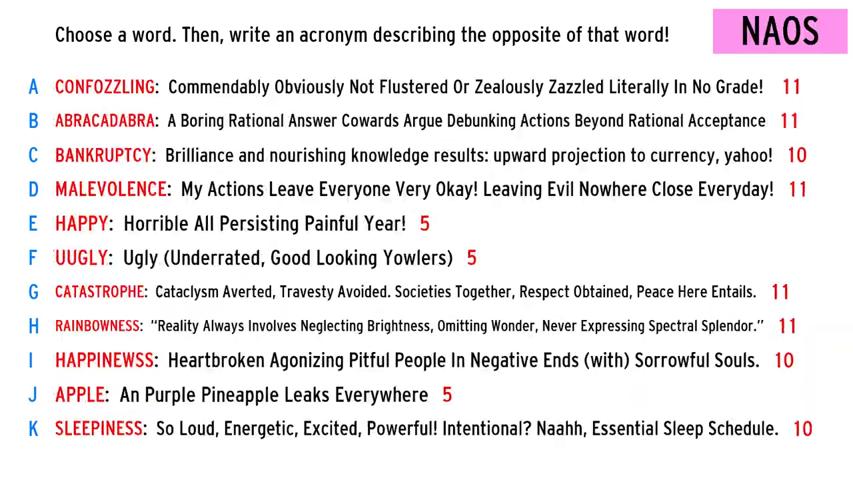 Choose a word. Then, write an acronym describing the opposite of that word!
NAOS
A CONFOZZLING: Commendably Obviously Not Flustered Or Zealously Zazzled Literally In No Grade! 11
B ABRACADABRA: A Boring Rational Answer Cowards Argue Debunking Actions Beyond Rational Acceptance 11
C BANKRUPTCY: Brilliance and nourishing knowledge results: upward projection to currency, yahoo! 10
D MALEVOLENCE: My Actions Leave Everyone Very Okay! Leaving Evil Nowhere Close Everyday! 11
E HAPPY: Horrible All Persisting Painful Year! 5
F UUGLY: Ugly (Underrated, Good Looking Yowlers) 5
G CATASTROPHE: Cataclysm Averted, Travesty Avoided. Societies Together, Respect Obtained, Peace Here Entails. 11
H RAINBOWNESS: “Reality Always Involves Neglecting Brightness, Omitting Wonder, Never Expressing Spectral Splendor.” 11
I HAPPINEWSS: Heartbroken Agonizing Pitful People In Negative Ends (with) Sorrowful Souls. 10
J APPLE: An Purple Pineapple Leaks Everywhere 5
K SLEEPINESS: So Loud, Energetic, Excited, Powerful! Intentional? Naahh, Essential Sleep Schedule. 10